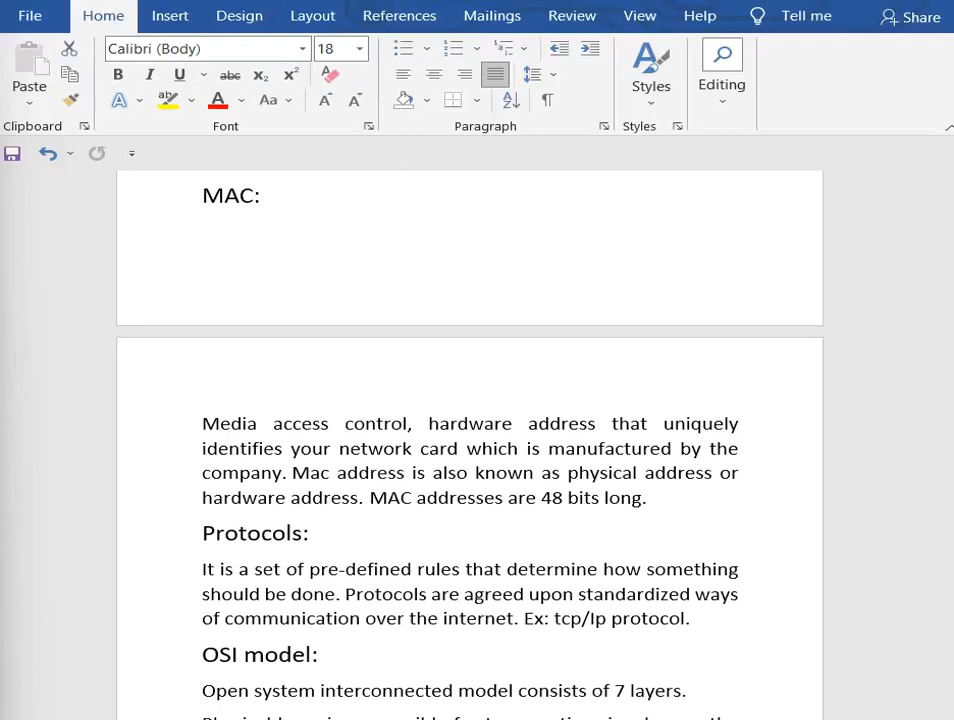 File Home Insert Design Layout References Mailings Review View Help Tell me Share
Calibri (Body) 18
Paste B I U abc x₂ x² Styles Editing
A A Aa A A
Clipboard Font Paragraph Styles
MAC:
Media access control, hardware address that uniquely
identifies your network card which is manufactured by the
company. Mac address is also known as physical address or
hardware address. MAC addresses are 48 bits long.
Protocols:
It is a set of pre-defined rules that determine how something
should be done. Protocols are agreed upon standardized ways
of communication over the internet. Ex: tcp/Ip protocol.
OSI model:
Open system interconnected model consists of 7 layers.